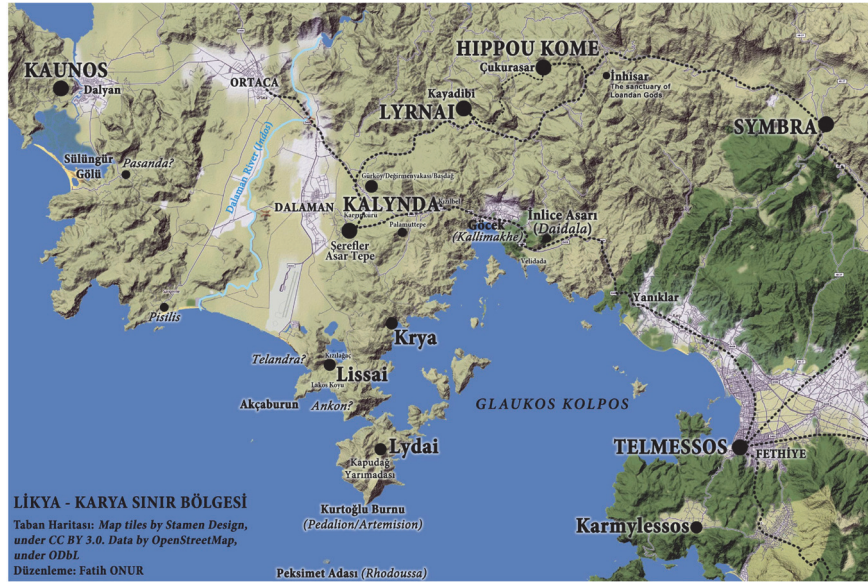 HIPPOU KOME
Çukurasar
İnhisar
The sanctuary of
Loandan Gods
KAUNOS
Dalyan
ORTACA
Kayadibi
LYRNAI
SYMBRA
Sülüngür
Gölü
Pasanda?
Dalaman River (Indos)
Gürköy/Değirmenyakası/Başdağ
DALAMAN
KALYNDA
Kızılbel
Kargınkürü
Şerefler
Asar-Tepe
Palamuttepe
Göcek
(Kallimakhe)
İnlice Asarı
(Daidala)
Velidada
Yanıklar
Pisilis
Krya
Telandra?
Kızılağaç
Lissai
Lakos Koyu
Akçaburun
Ankon?
GLAUKOS KOLPOS
Lydai
Kapıdağ
Yarımadası
TELMESSOS
FETHİYE
Kurtoğlu Burnu
(Pedalion/Artemision)
Karmylessos
Peksimet Adası (Rhodoussa)
LİKYA - KARYA SINIR BÖLGESİ
Taban Haritası: Map tiles by Stamen Design,
under CC BY 3.0. Data by OpenStreetMap,
under ODbL
Düzenleme: Fatih ONUR